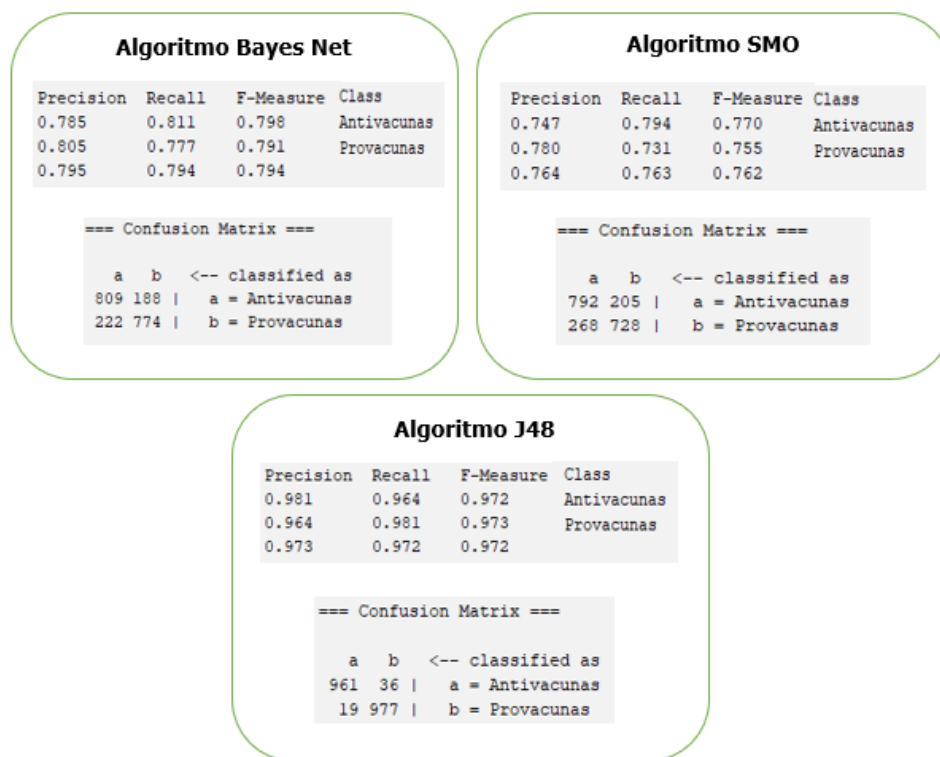 Algoritmo Bayes Net
Precision Recall F-Measure Class
0.785 0.811 0.798 Antivacunas
0.805 0.777 0.791 Provacunas
0.795 0.794 0.794
=== Confusion Matrix ===
a b <-- classified as
809 188 | a = Antivacunas
222 774 | b = Provacunas
Algoritmo SMO
Precision Recall F-Measure Class
0.747 0.794 0.770 Antivacunas
0.780 0.731 0.755 Provacunas
0.764 0.763 0.762
=== Confusion Matrix ===
a b <-- classified as
792 205 | a = Antivacunas
268 728 | b = Provacunas
Algoritmo J48
Precision Recall F-Measure Class
0.981 0.964 0.972 Antivacunas
0.964 0.981 0.973 Provacunas
0.973 0.972 0.972
=== Confusion Matrix ===
a b <-- classified as
961 36 | a = Antivacunas
19 977 | b = Provacunas